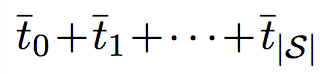 t̄₀ + t̄₁ + ⋯ + t̄_{|𝒮|}